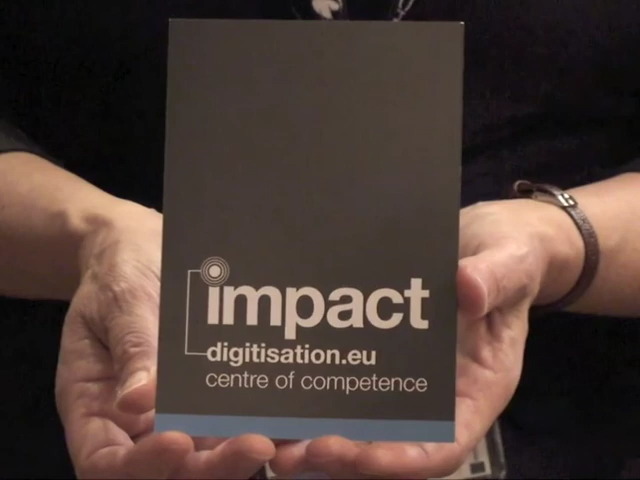 impact
digitisation.eu
centre of competence